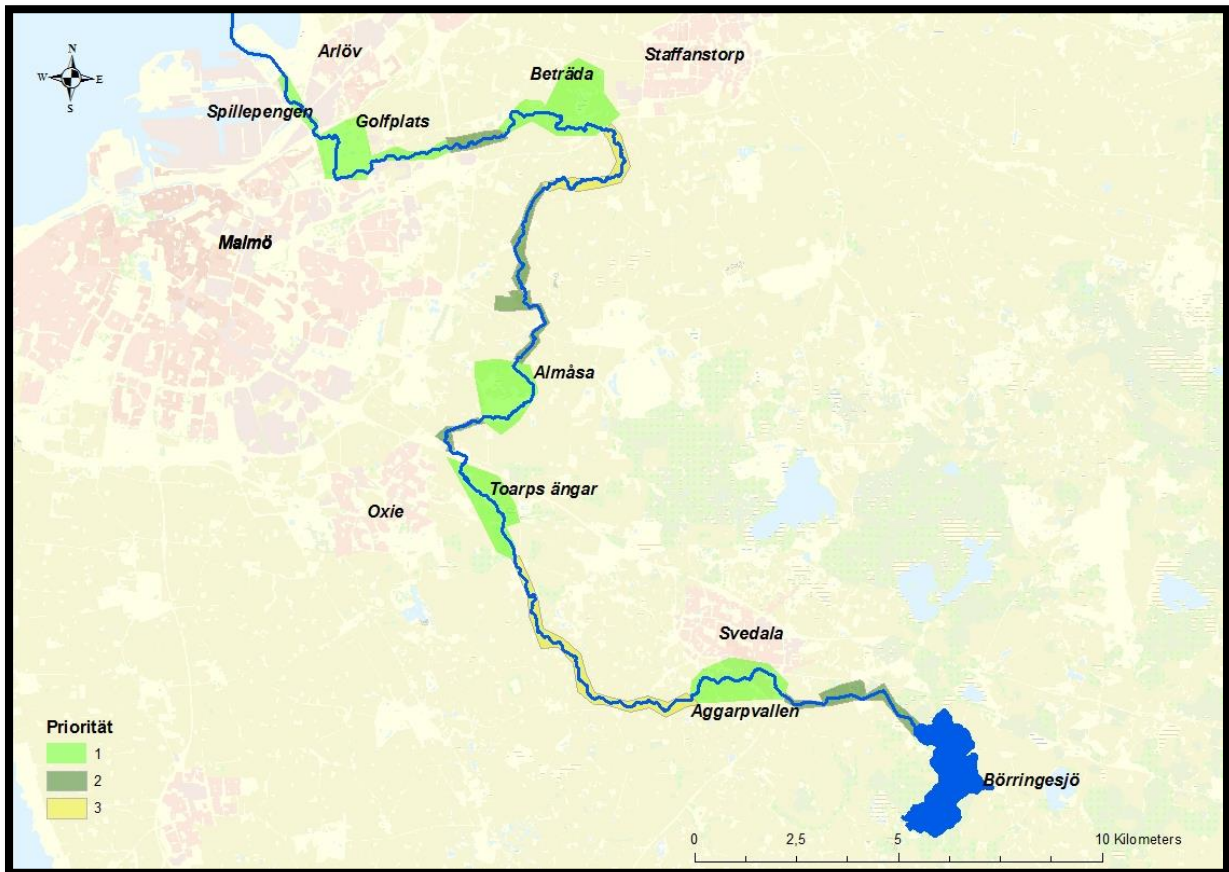 N
W E
S
Arlöv
Staffanstorp
Beträda
Spillepengen
Golfplats
Malmö
Almåsa
Toarps ängar
Oxie
Svedala
Aggarpvallen
Börringesjö
Priorität
1
2
3
0 2,5 5 10 Kilometers